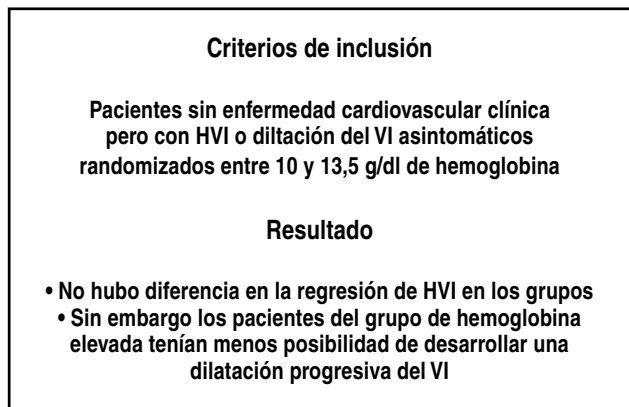 Criterios de inclusión
Pacientes sin enfermedad cardiovascular clínica
pero con HVI o diltación del VI asintomáticos
randomizados entre 10 y 13,5 g/dl de hemoglobina
Resultado
• No hubo diferencia en la regresión de HVI en los grupos
• Sin embargo los pacientes del grupo de hemoglobina
elevada tenían menos posibilidad de desarrollar una
dilatación progresiva del VI